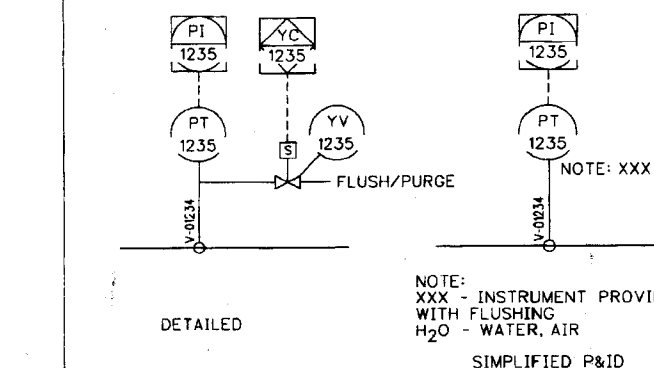 PI
1235
YC
1235
PT
1235
S
YV
1235
FLUSH/PURGE
V-01234
DETAILED
PI
1235
PT
1235
NOTE: XXX
V-01234
NOTE:
XXX - INSTRUMENT PROVI
WITH FLUSHING
H₂O - WATER, AIR
SIMPLIFIED P&ID